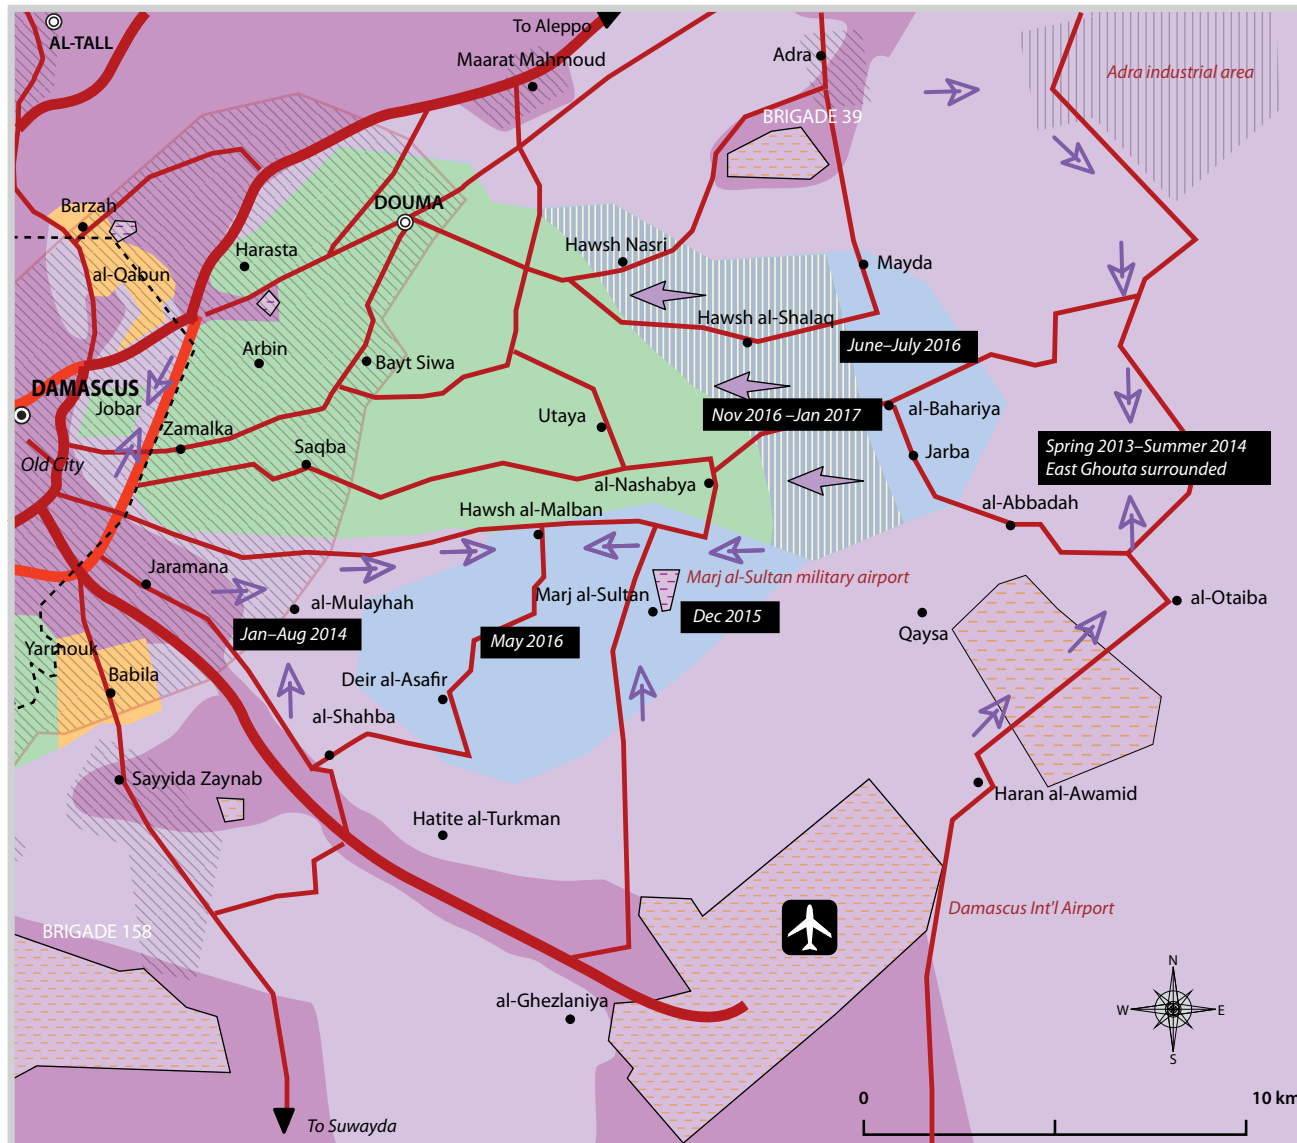 To Aleppo
AL-TALL
Maarat Mahmoud
Adra
Adra industrial area
BRIGADE 39
Barzah
DOUMA
Harasta
Hawsh Nasri
Mayda
al-Qabun
Hawsh al-Shalaq
June–July 2016
Arbin
Bayt Siwa
DAMASCUS
Jobar
Nov 2016 –Jan 2017
al-Bahariya
Zamalka
Utaya
Old City
Saqba
Jarba
Spring 2013–Summer 2014
East Ghouta surrounded
al-Nashabya
al-Abbadah
Hawsh al-Malban
Jaramana
Marj al-Sultan military airport
al-Mulayhah
Marj al-Sultan
al-Otaiba
Jan–Aug 2014
May 2016
Dec 2015
Qaysa
Yarmouk
Babila
Deir al-Asafir
al-Shahba
Sayyida Zaynab
Haran al-Awamid
Hatite al-Turkman
Damascus Int'l Airport
BRIGADE 158
al-Ghezlaniya
N
W
E
S
0
10 km
To Suwayda